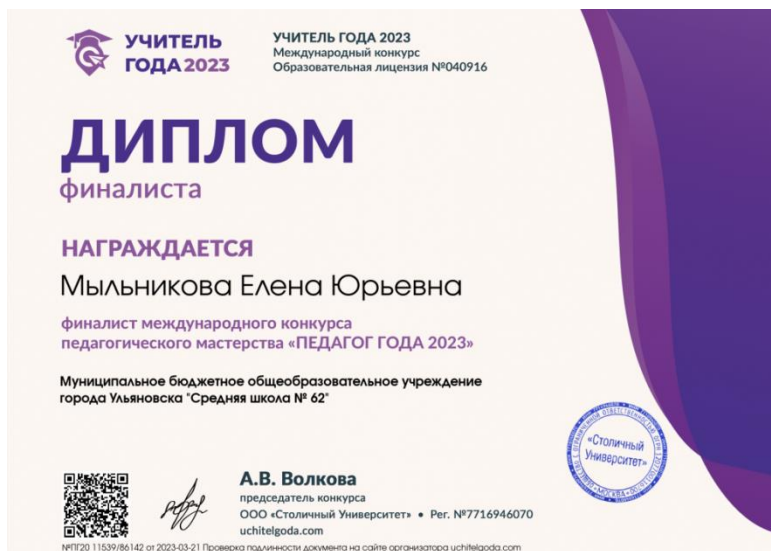 УЧИТЕЛЬ
ГОДА 2023
УЧИТЕЛЬ ГОДА 2023
Международный конкурс
Образовательная лицензия №040916
ДИПЛОМ
финалиста
НАГРАЖДАЕТСЯ
Мыльникова Елена Юрьевна
финалист международного конкурса
педагогического мастерства «ПЕДАГОГ ГОДА 2023»
Муниципальное бюджетное общеобразовательное учреждение
города Ульяновска "Средняя школа № 62"
«Столичный
Университет»
А.В. Волкова
председатель конкурса
ООО «Столичный Университет» • Рег. №7716946070
uchitelgoda.com
№ПГ20 11539/86142 от 2023-03-21 Проверка подлинности документа на сайте организатора uchitelgoda.com